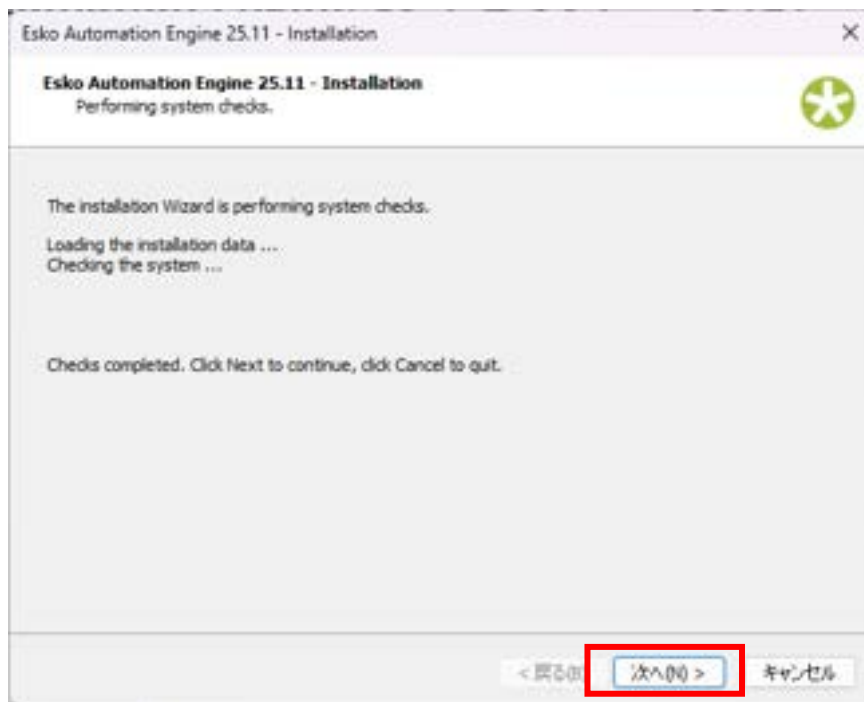 Esko Automation Engine 25.11 - Installation
Esko Automation Engine 25.11 - Installation
Performing system checks.
The installation Wizard is performing system checks.
Loading the installation data ...
Checking the system ...
Checks completed. Click Next to continue, click Cancel to quit.
< 戻る(B) 次へ(N) > キャンセル